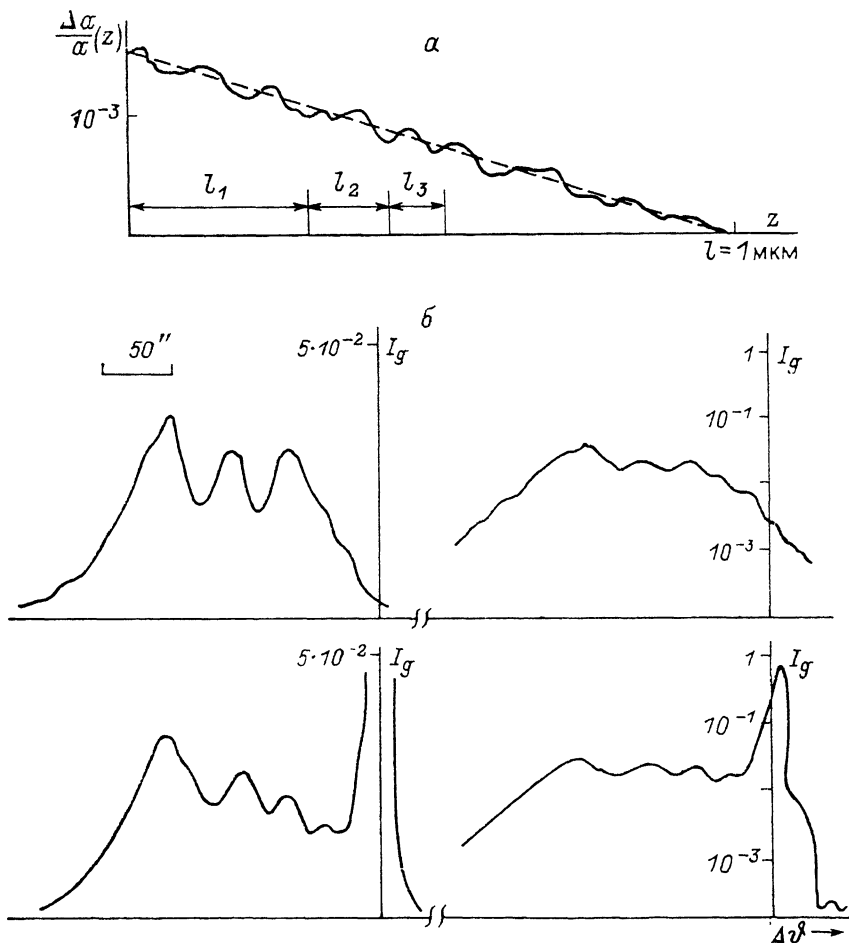 Δa/a (z)
а
10⁻³
l₁
l₂
l₃
z
l = 1 мкм
б
50"
5·10⁻²
I_g
1
I_g
10⁻¹
10⁻³
5·10⁻²
I_g
1
I_g
10⁻¹
10⁻³
Δϑ →